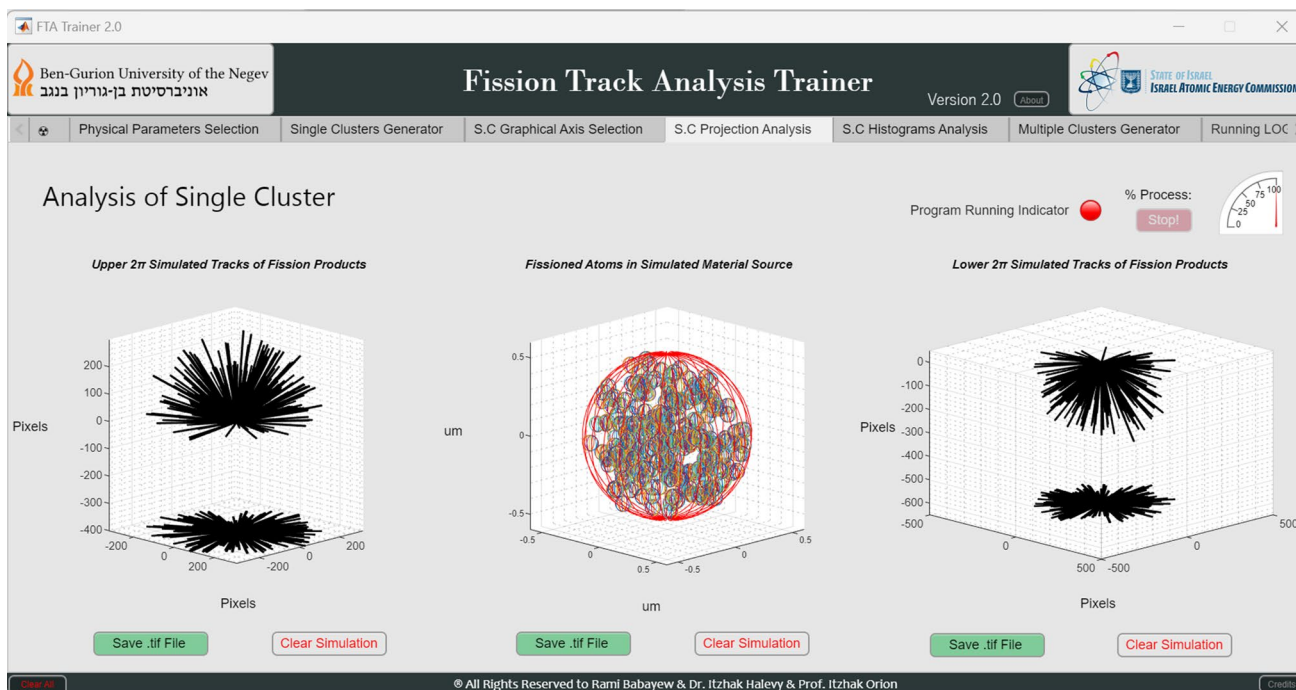 FTA Trainer 2.0
Ben-Gurion University of the Negev
אוניברסיטת בן-גוריון בנגב
Fission Track Analysis Trainer
Version 2.0 About
STATE OF ISRAEL
ISRAEL ATOMIC ENERGY COMMISSION
Physical Parameters Selection Single Clusters Generator S.C Graphical Axis Selection S.C Projection Analysis S.C Histograms Analysis Multiple Clusters Generator Running LOG
Analysis of Single Cluster
Program Running Indicator
% Process:
Stop!
0 25 50 75 100
Upper 2π Simulated Tracks of Fission Products
200
100
0
-100
-200
-300
-400
Pixels
-200 0 200
-200 0 200
Pixels
Fissioned Atoms in Simulated Material Source
0.5
0
-0.5
um
-0.5 0 0.5
-0.5 0 0.5
um
Lower 2π Simulated Tracks of Fission Products
0
-100
-200
-300
-400
-500
-600
Pixels
-500 0 500
-500 0 500
Pixels
Save .tif File Clear Simulation
Save .tif File Clear Simulation
Save .tif File Clear Simulation
Clear All
® All Rights Reserved to Rami Babayew & Dr. Itzhak Halevy & Prof. Itzhak Orion
Credits